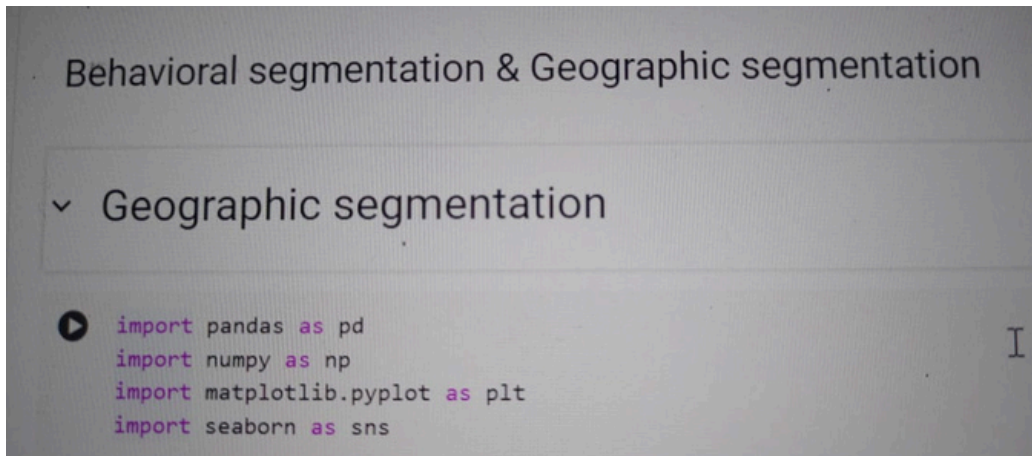 Behavioral segmentation & Geographic segmentation
Geographic segmentation
import pandas as pd
import numpy as np
import matplotlib.pyplot as plt
import seaborn as sns